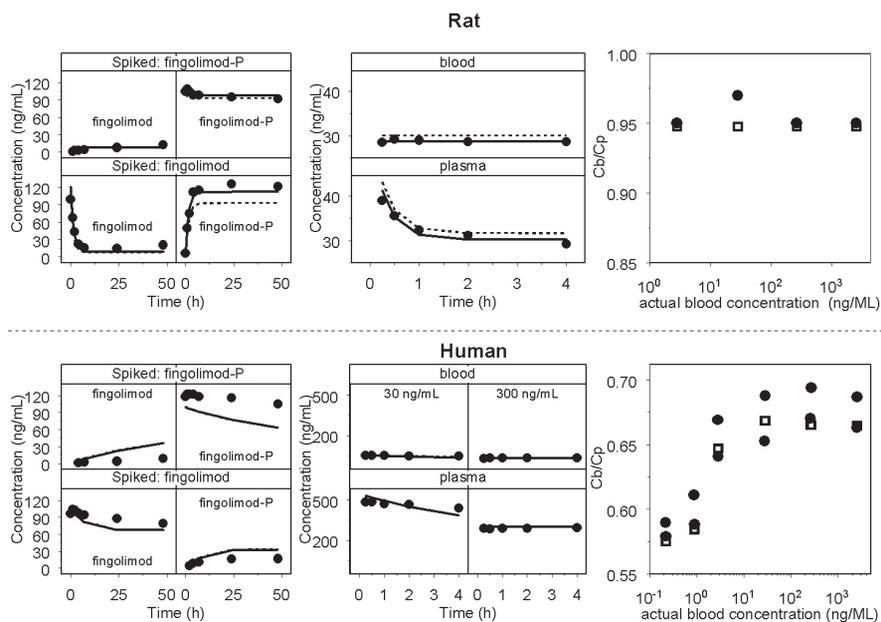 Rat
Spiked: fingolimod-P
fingolimod
fingolimod-P
Spiked: fingolimod
fingolimod
fingolimod-P
Concentration (ng/mL)
120
90
60
30
0
120
90
60
30
0
0 25 50 0 25 50
Time (h)
blood
plasma
Concentration (ng/mL)
40
30
40
30
0 1 2 3 4
Time (h)
Cb/Cp
1.00
0.95
0.90
0.85
10⁰ 10¹ 10² 10³
actual blood concentration (ng/ML)
Human
Spiked: fingolimod-P
fingolimod
fingolimod-P
Spiked: fingolimod
fingolimod-P
fingolimod
Concentration (ng/mL)
120
90
60
30
0
120
90
60
30
0
0 25 50 0 25 50
Time (h)
blood
30 ng/mL 300 ng/mL
plasma
Concentration (ng/mL)
500
200
500
200
0 1 2 3 4 0 1 2 3 4
Time (h)
Cb/Cp
0.70
0.65
0.60
0.55
10⁻¹ 10⁰ 10¹ 10² 10³
actual blood concentration (ng/ML)